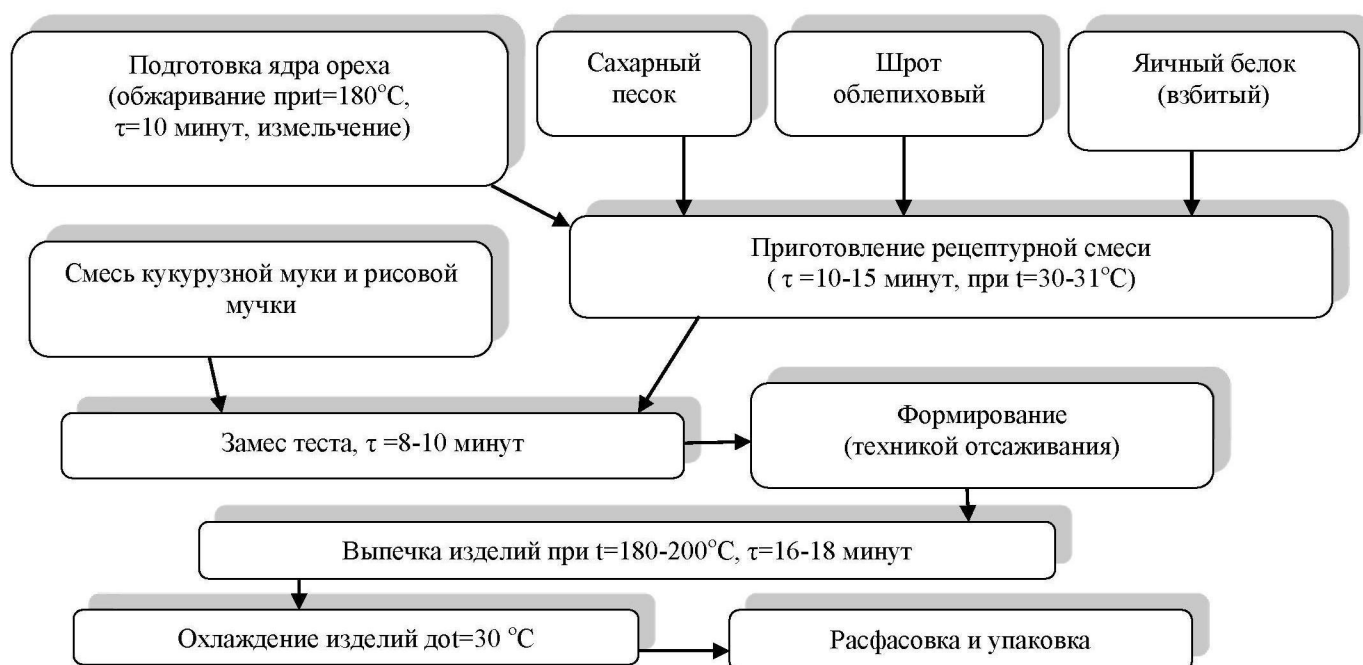 Подготовка ядра ореха
(обжаривание приt=180°C,
τ=10 минут, измельчение)
Сахарный
песок
Шрот
облепиховый
Яичный белок
(взбитый)
Приготовление рецептурной смеси
( τ =10-15 минут, при t=30-31°C)
Смесь кукурузной муки и рисовой
мучки
Замес теста, τ =8-10 минут
Формирование
(техникой отсаживания)
Выпечка изделий при t=180-200°C, τ=16-18 минут
Охлаждение изделий доt=30 °C
Расфасовка и упаковка